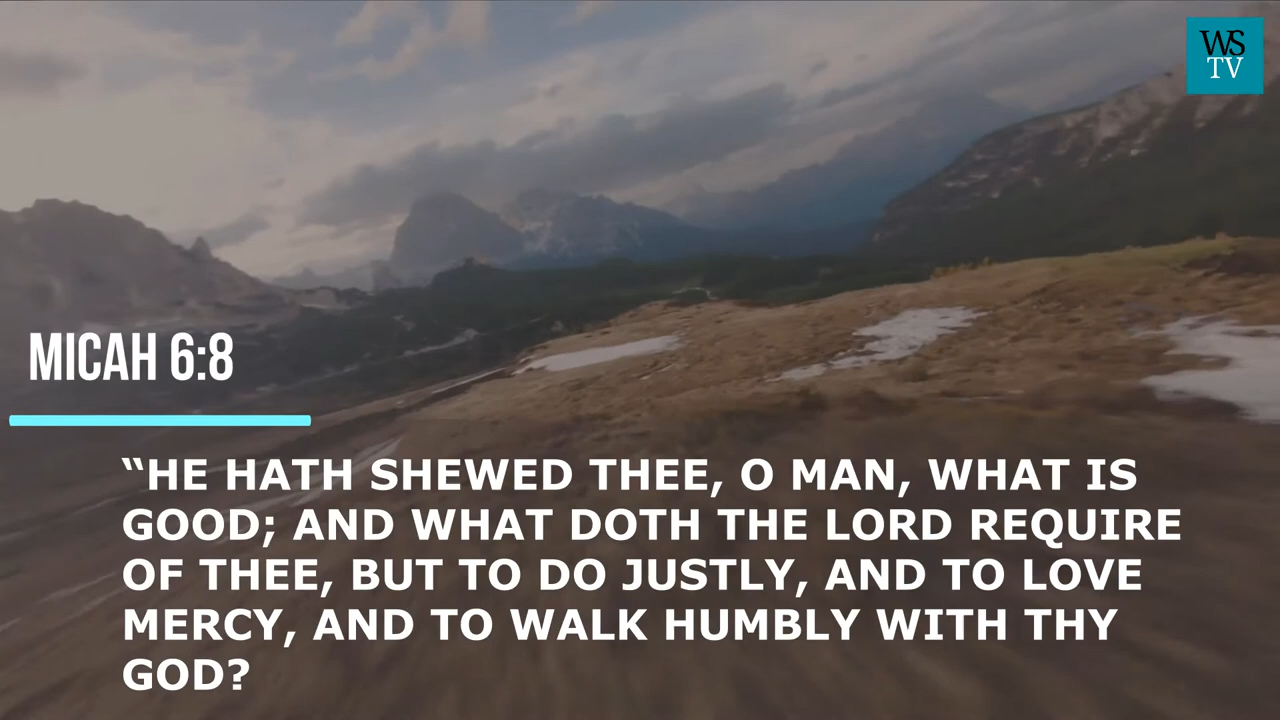 WS
TV
MICAH 6:8
“HE HATH SHEWED THEE, O MAN, WHAT IS
GOOD; AND WHAT DOTH THE LORD REQUIRE
OF THEE, BUT TO DO JUSTLY, AND TO LOVE
MERCY, AND TO WALK HUMBLY WITH THY
GOD?